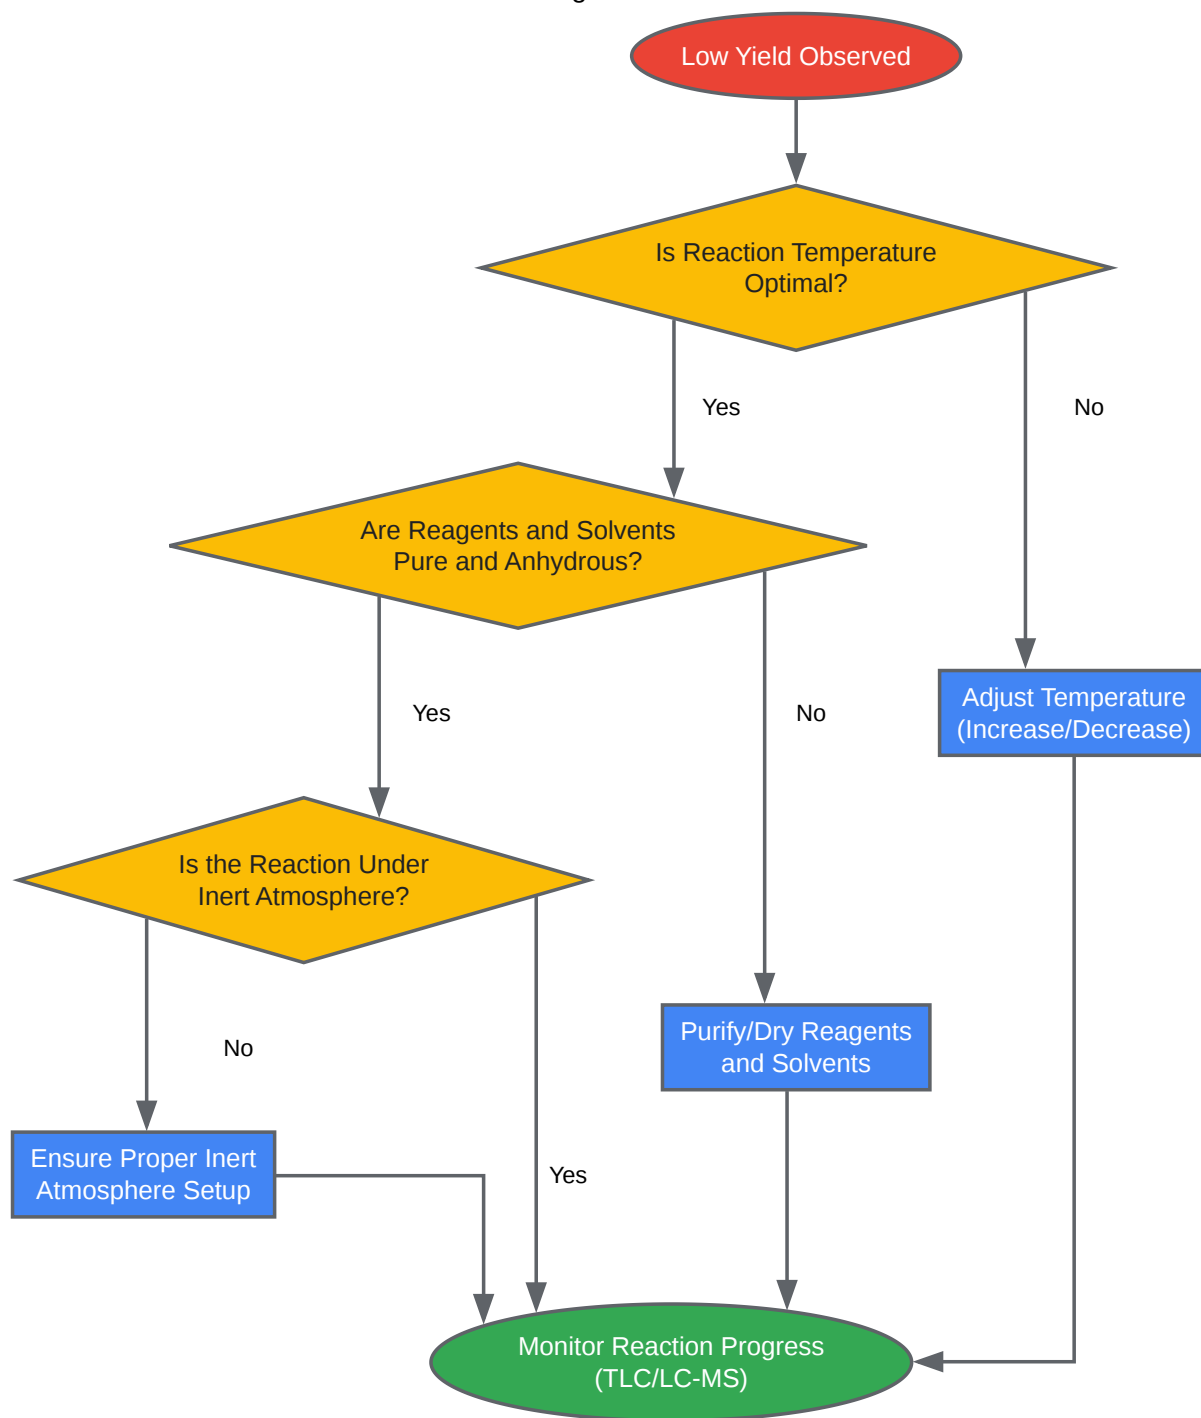 Low Yield Observed
Is Reaction Temperature
Optimal?
Yes
No
Are Reagents and Solvents
Pure and Anhydrous?
Yes
No
Adjust Temperature
(Increase/Decrease)
Is the Reaction Under
Inert Atmosphere?
No
Purify/Dry Reagents
and Solvents
Ensure Proper Inert
Atmosphere Setup
Yes
Monitor Reaction Progress
(TLC/LC-MS)